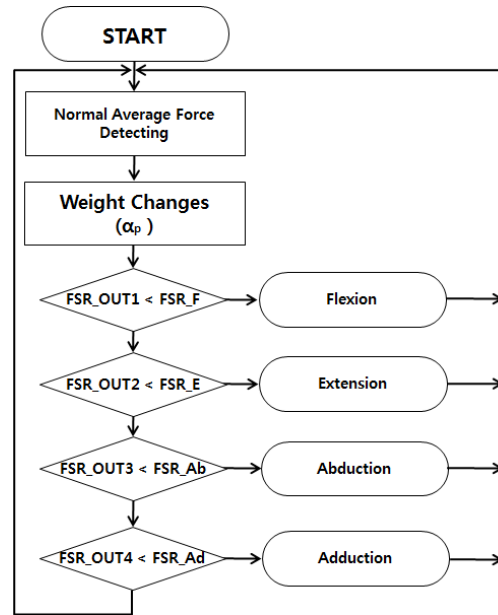 START
Normal Average Force
Detecting
Weight Changes
(αₚ )
FSR_OUT1 < FSR_F
Flexion
FSR_OUT2 < FSR_E
Extension
FSR_OUT3 < FSR_Ab
Abduction
FSR_OUT4 < FSR_Ad
Adduction